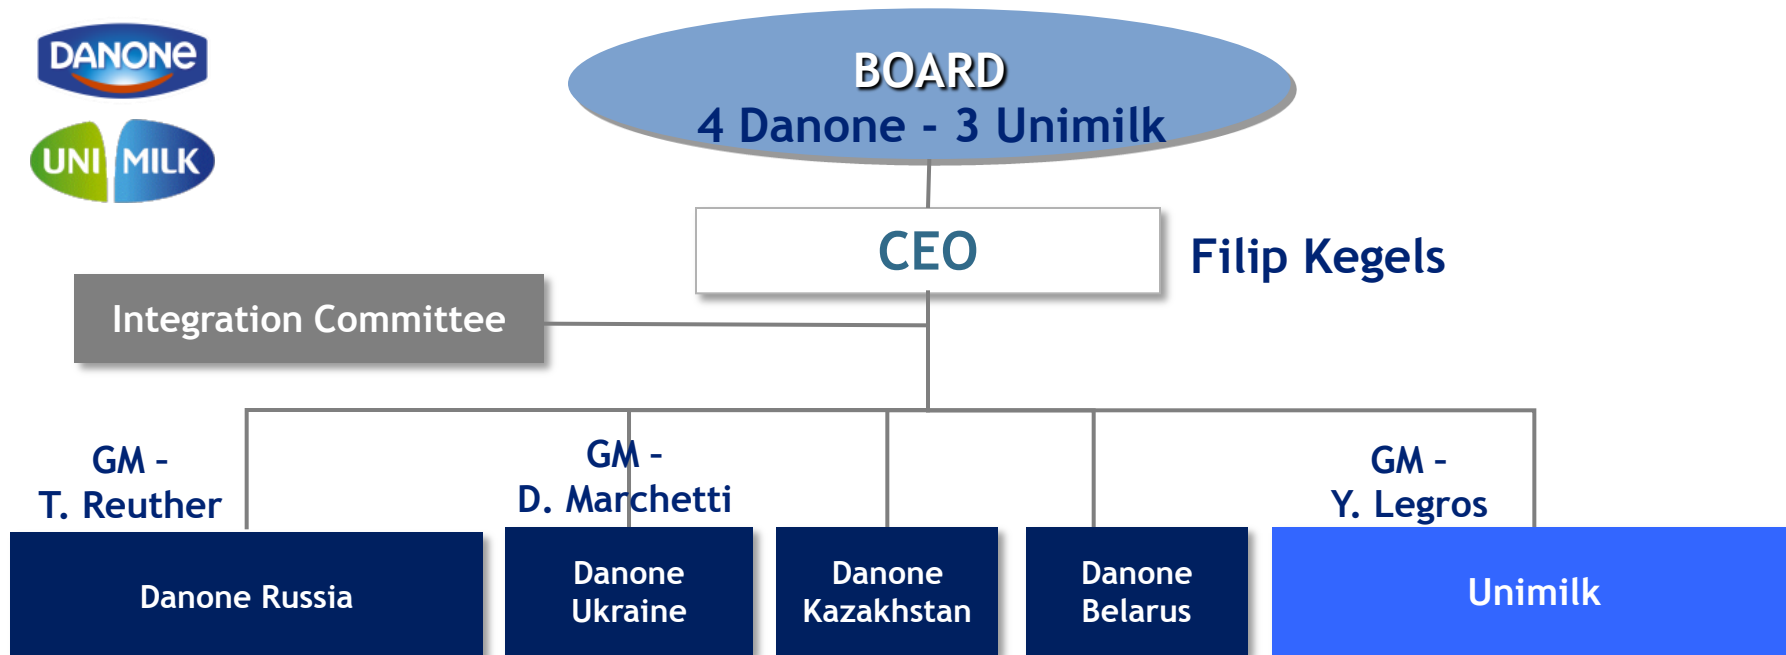 DANONE
UNI MILK
BOARD
4 Danone - 3 Unimilk
CEO
Filip Kegels
Integration Committee
GM –
T. Reuther
GM –
D. Marchetti
GM –
Y. Legros
Danone Russia
Danone
Ukraine
Danone
Kazakhstan
Danone
Belarus
Unimilk